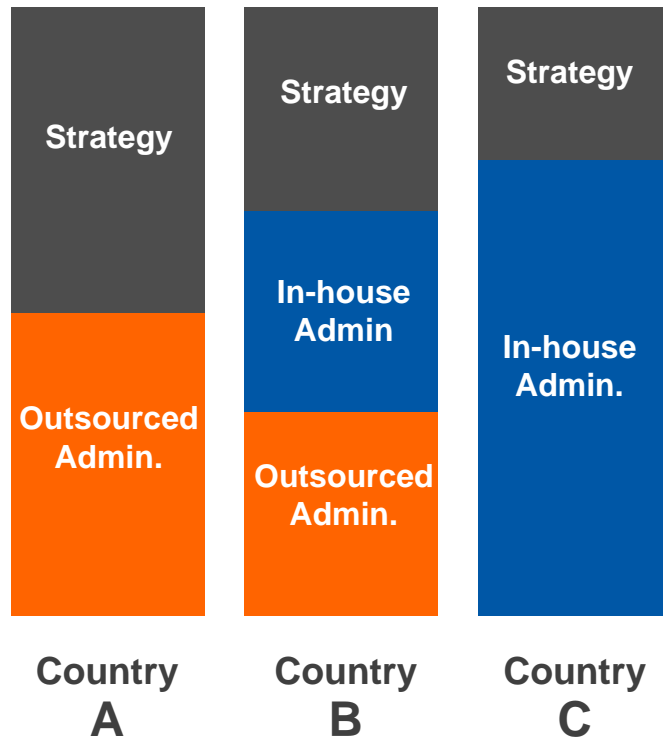 Strategy
Outsourced
Admin.
Country
A
Strategy
In-house
Admin
Outsourced
Admin.
Country
B
Strategy
In-house
Admin.
Country
C